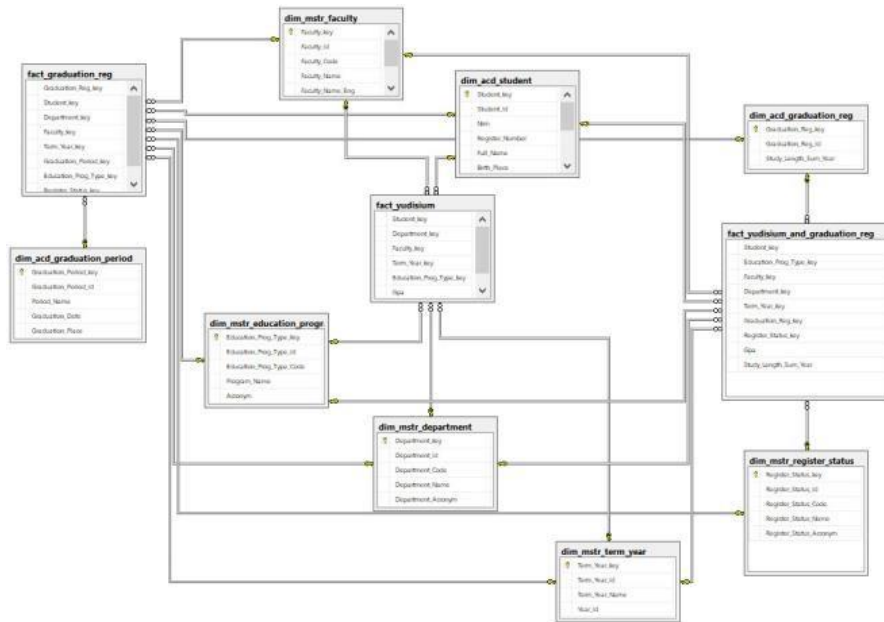 dim_mstr_faculty
Faculty_key
Faculty_Id
Faculty_Code
Faculty_Name
Faculty_Name_Eng
fact_graduation_reg
Graduation_Reg_key
Student_key
Department_key
Faculty_key
Term_Year_key
Graduation_Period_key
Education_Prog_Type_key
Register_Status_key
dim_acd_student
Student_key
Student_Id
Nim
Register_Number
Full_Name
Birth_Place
dim_acd_graduation_reg
Graduation_Reg_key
Graduation_Reg_Id
Study_Length_Sum_Year
dim_acd_graduation_period
Graduation_Period_key
Graduation_Period_Id
Period_Name
Graduation_Date
Graduation_Place
fact_yudisium
Student_key
Department_key
Faculty_key
Term_Year_key
Education_Prog_Type_key
Gpa
fact_yudisium_and_graduation_reg
Student_key
Education_Prog_Type_key
Faculty_key
Department_key
Term_Year_key
Graduation_Reg_key
Register_Status_key
Gpa
Study_Length_Sum_Year
dim_mstr_education_progr
Education_Prog_Type_key
Education_Prog_Type_Id
Education_Prog_Type_Code
Program_Name
Acronym
dim_mstr_department
Department_key
Department_Id
Department_Code
Department_Name
Department_Acronym
dim_mstr_register_status
Register_Status_key
Register_Status_Id
Register_Status_Code
Register_Status_Name
Register_Status_Acronym
dim_mstr_term_year
Term_Year_key
Term_Year_Id
Term_Year_Name
Year_Id